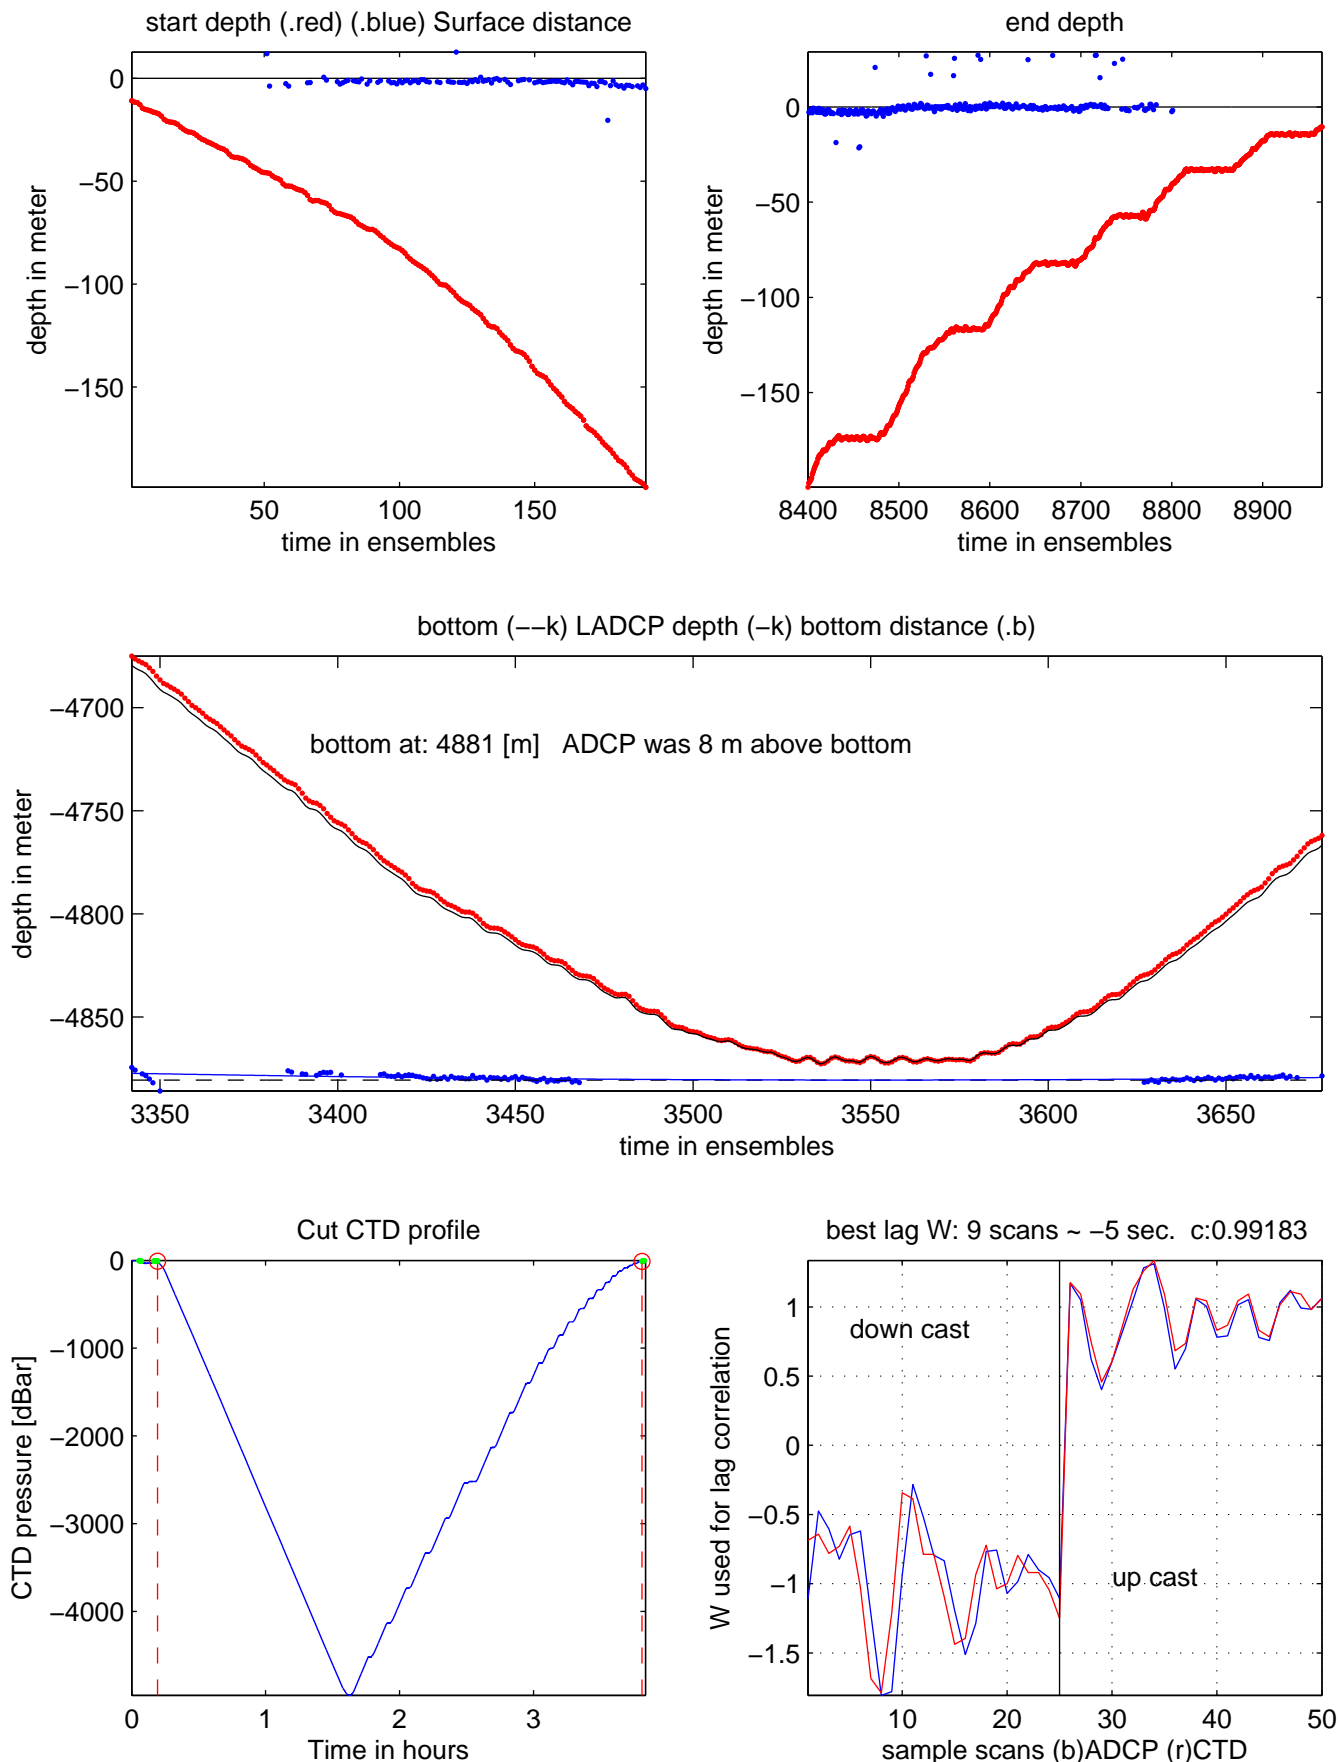 start depth (.red) (.blue) Surface distance
0
−50
−100
−150
depth in meter
50
100
150
time in ensembles
end depth
0
−50
−100
−150
depth in meter
8400
8500
8600
8700
8800
8900
time in ensembles
bottom (−−k) LADCP depth (−k) bottom distance (.b)
−4700
−4750
−4800
−4850
depth in meter
bottom at: 4881 [m]   ADCP was 8 m above bottom
3350
3400
3450
3500
3550
3600
3650
time in ensembles
Cut CTD profile
0
−1000
−2000
−3000
−4000
CTD pressure [dBar]
0
1
2
3
Time in hours
best lag W: 9 scans ~ −5 sec.  c:0.99183
1
0.5
0
−0.5
−1
−1.5
W used for lag correlation
down cast
up cast
10
20
30
40
50
sample scans (b)ADCP (r)CTD